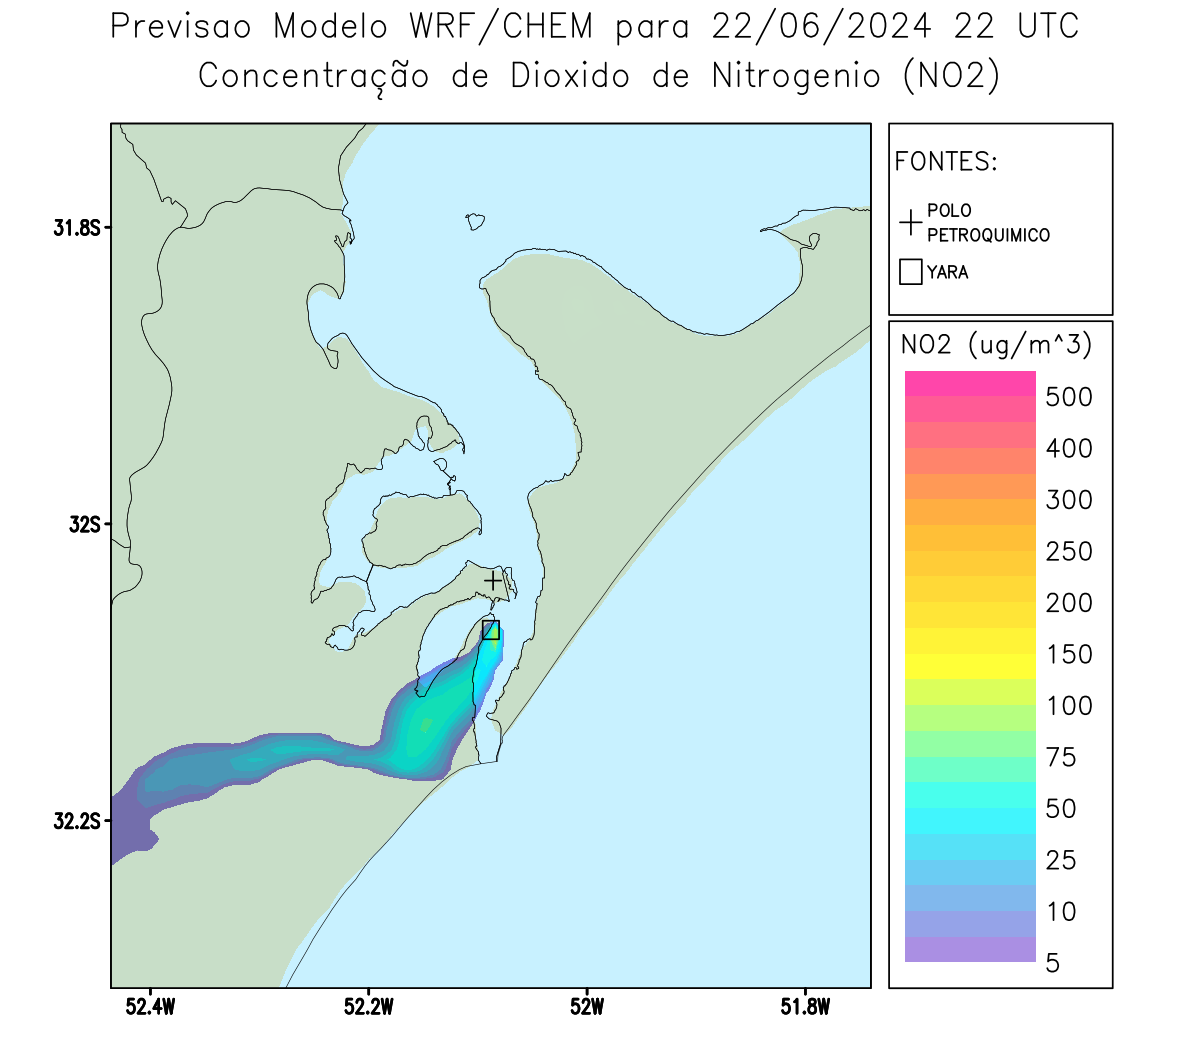 Previsao Modelo WRF/CHEM para 22/06/2024 22 UTC
Concentração de Dioxido de Nitrogenio (NO2)
FONTES:
POLO
PETROQUIMICO
YARA
NO2 (ug/m^3)
500
400
300
250
200
150
100
75
50
25
10
5
31.8S
32S
32.2S
52.4W
52.2W
52W
51.8W